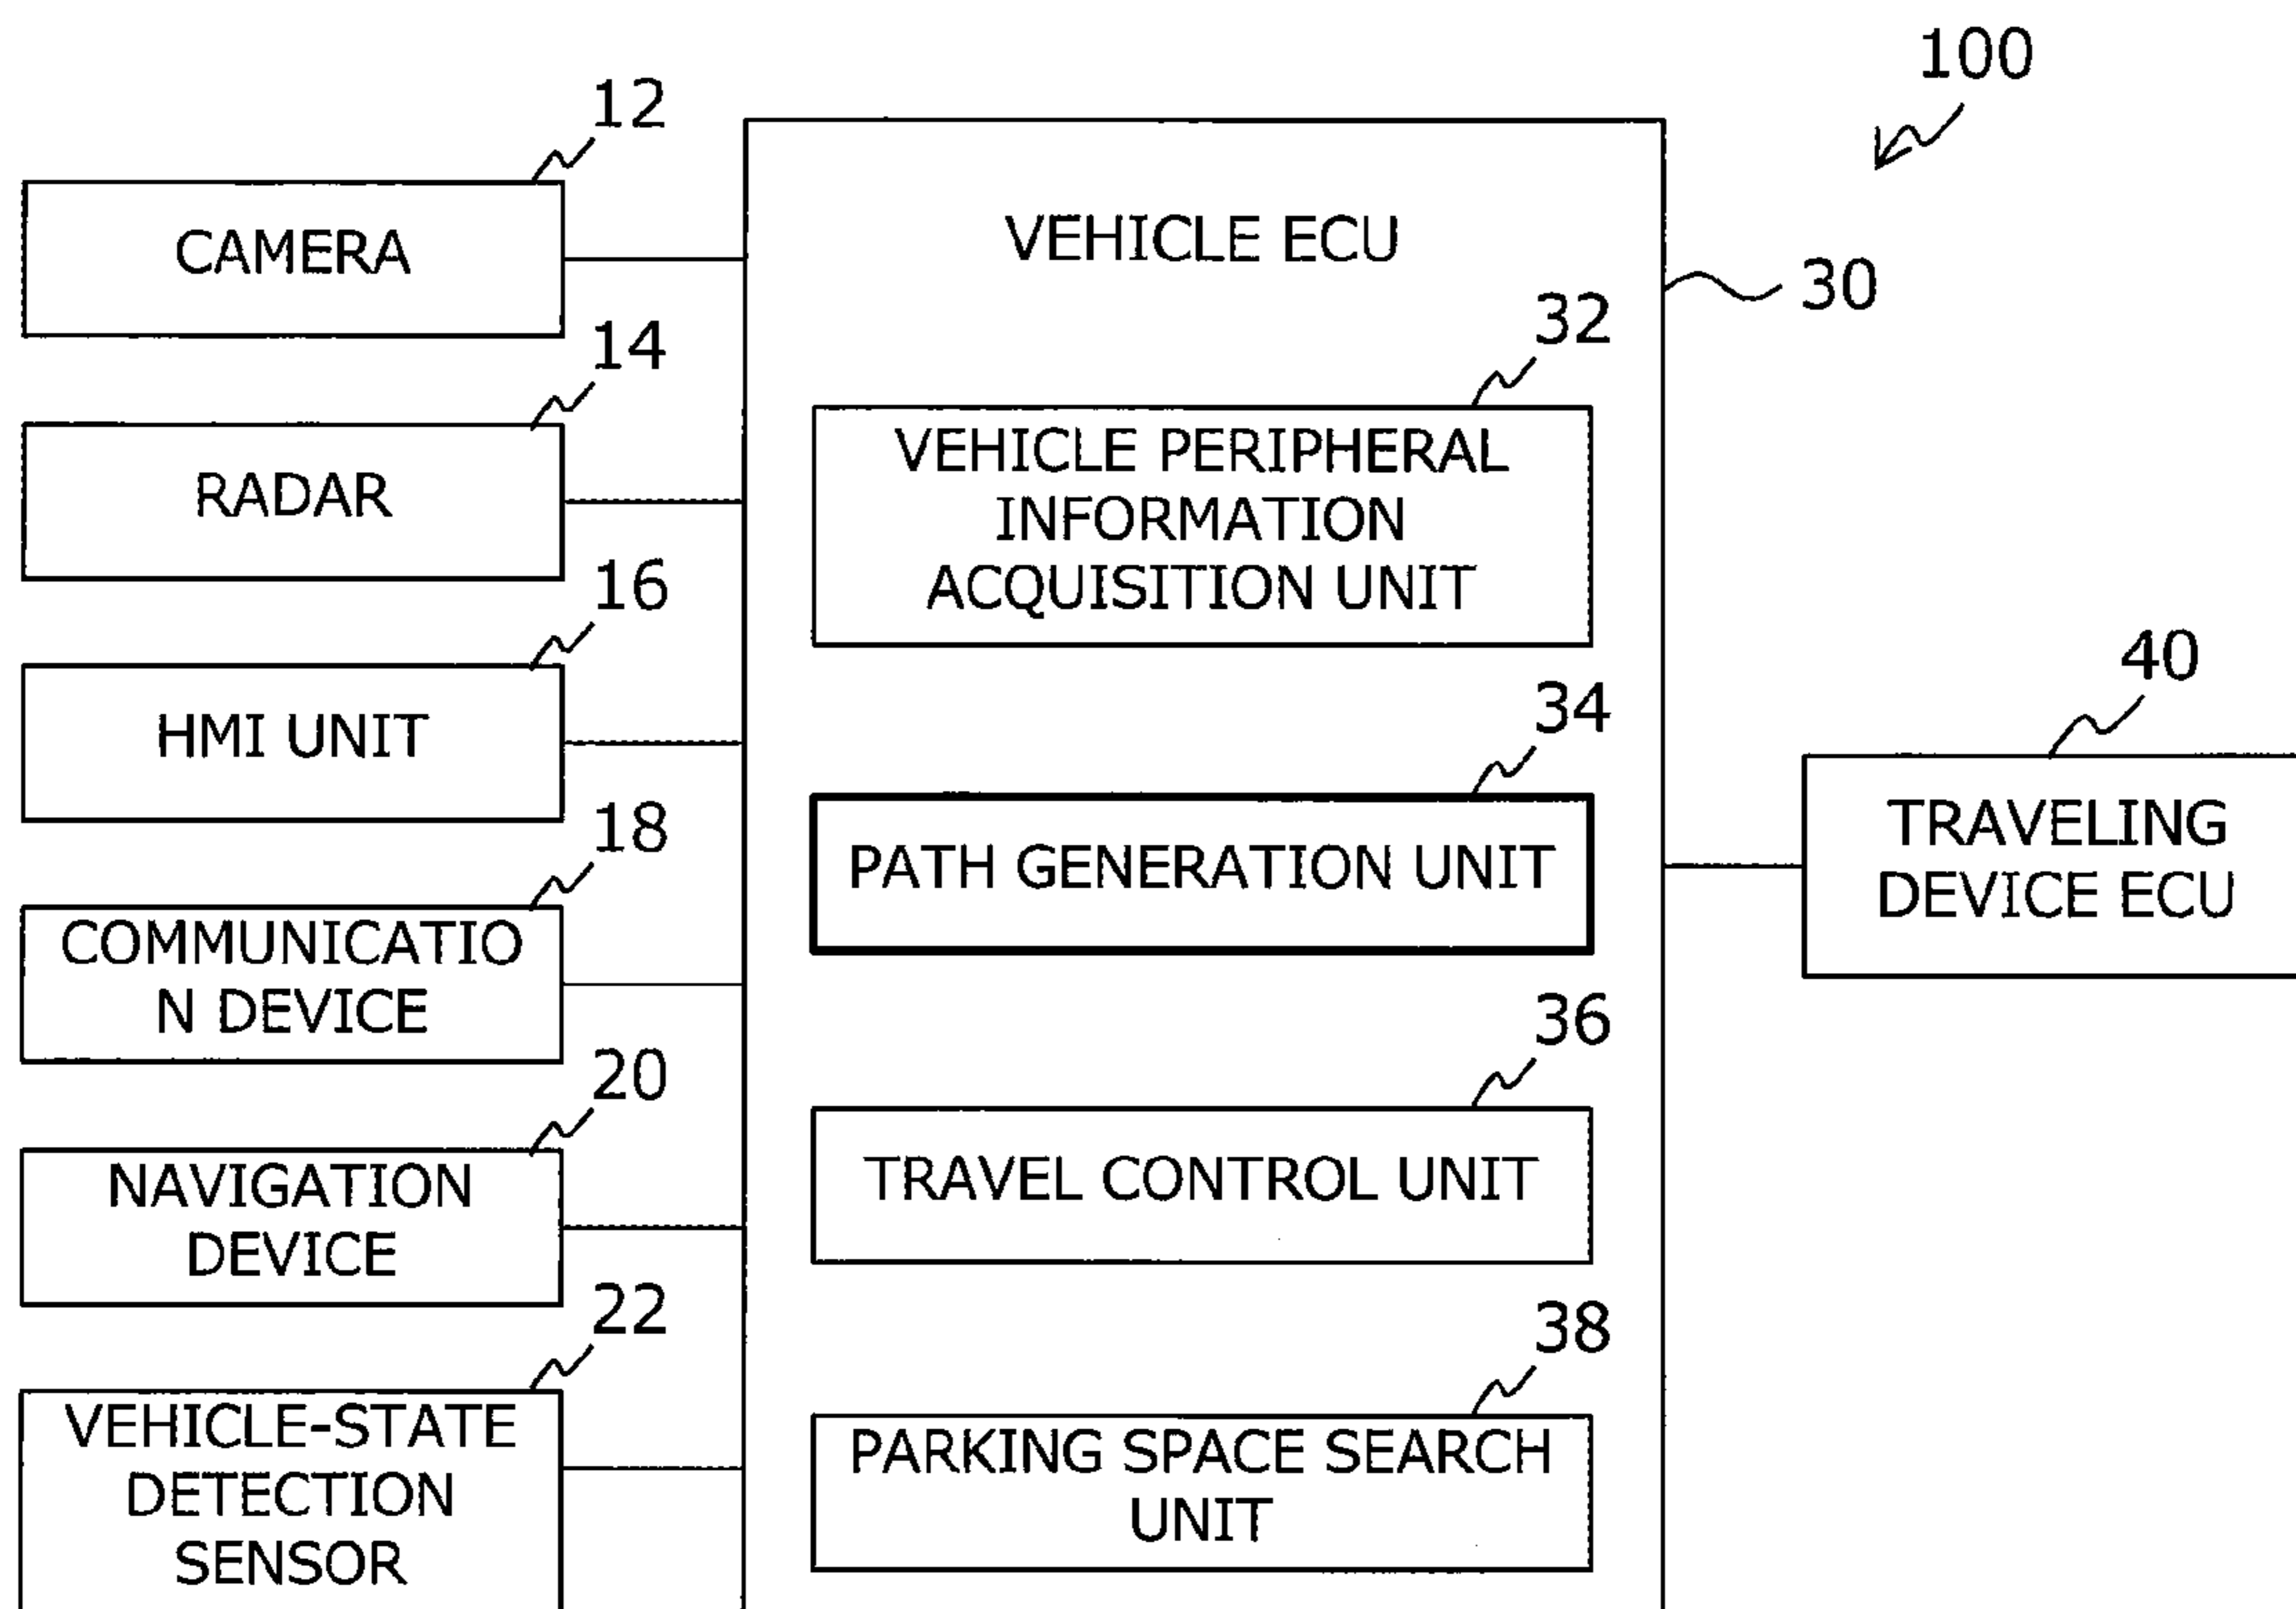 100
12
CAMERA
14
RADAR
16
HMI UNIT
18
COMMUNICATIO
N DEVICE
20
NAVIGATION
DEVICE
22
VEHICLE-STATE
DETECTION
SENSOR
VEHICLE ECU
30
32
VEHICLE PERIPHERAL
INFORMATION
ACQUISITION UNIT
34
PATH GENERATION UNIT
36
TRAVEL CONTROL UNIT
38
PARKING SPACE SEARCH
UNIT
40
TRAVELING
DEVICE ECU